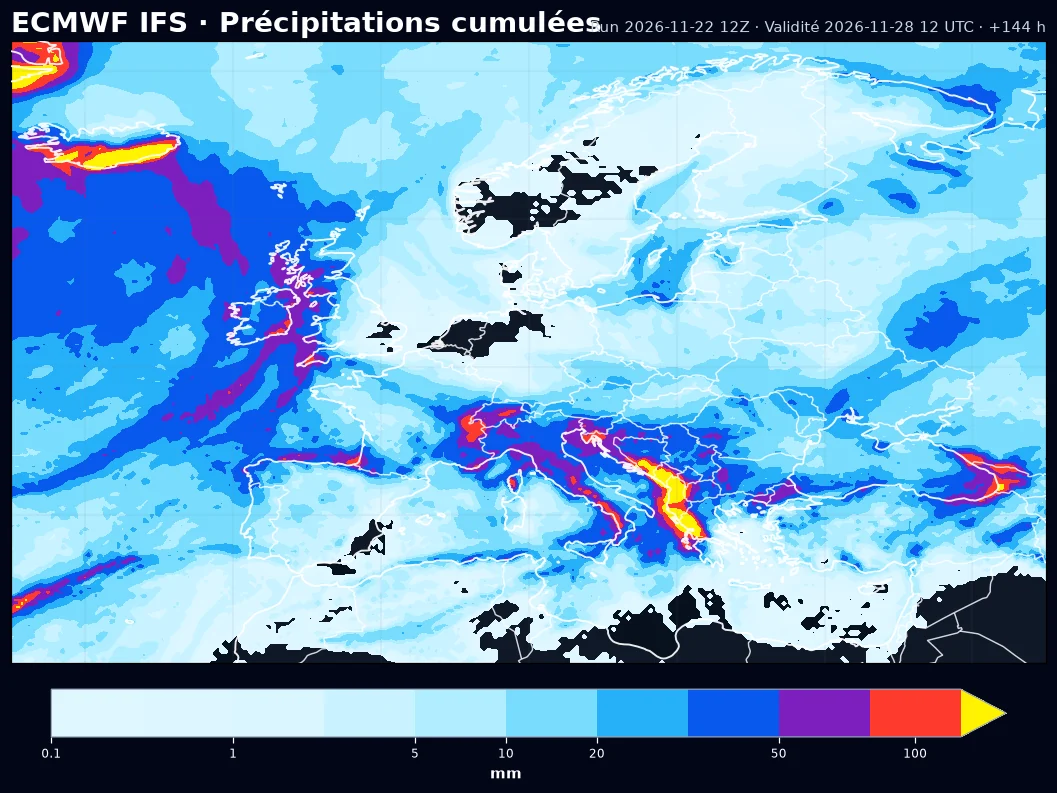 ECMWF IFS · Précipitations cumulées
Run 2026-11-22 12Z · Validité 2026-11-28 12 UTC · +144 h
0.1 1 5 10 20 50 100
mm